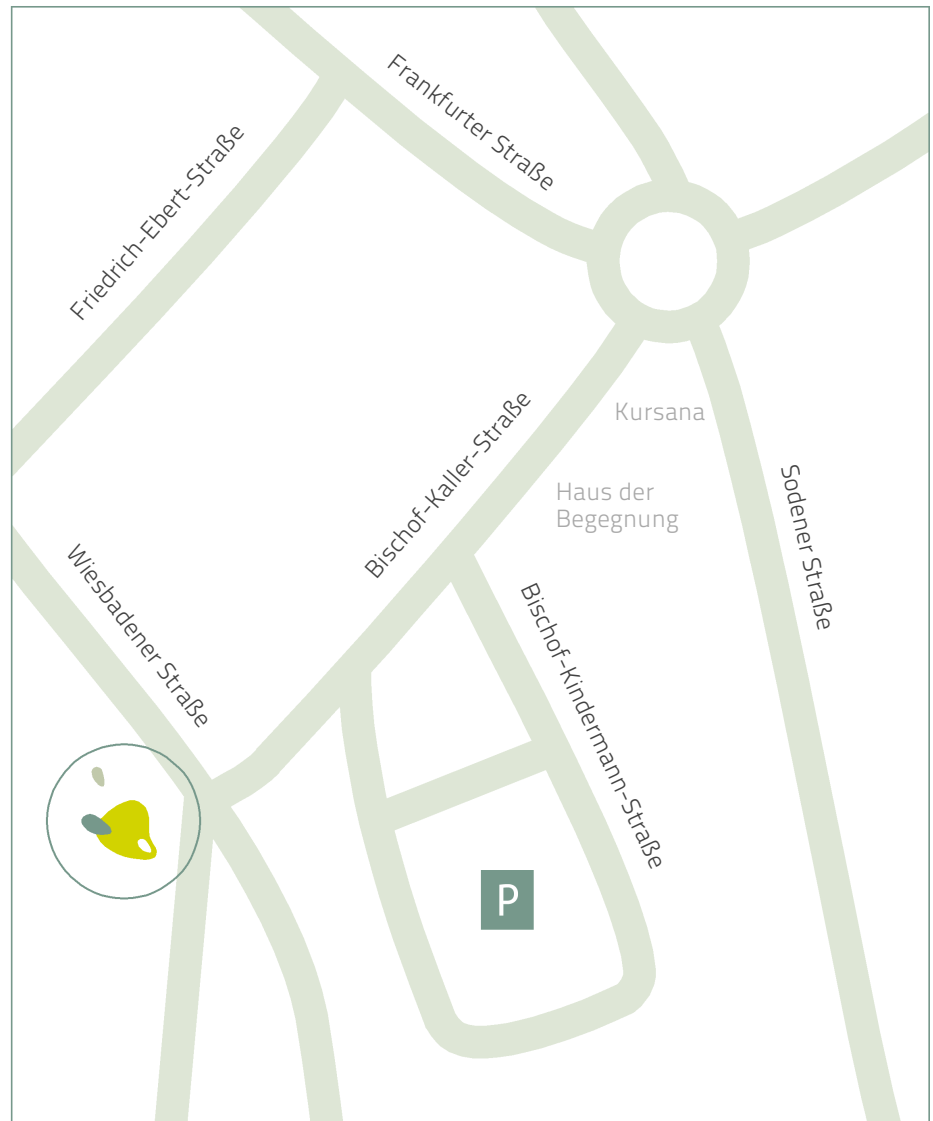 Frankfurter Straße
Friedrich-Ebert-Straße
Kursana
Bischof-Kaller-Straße
Haus der
Begegnung
Sodener Straße
Wiesbadener Straße
Bischof-Kindermann-Straße
P